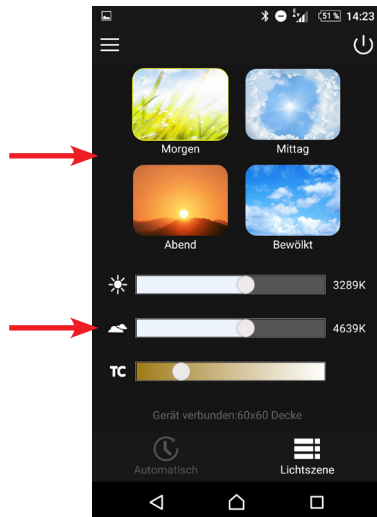 51% 14:23
Morgen Mittag
Abend Bewölkt
3289K
4639K
TC
Gerät verbunden:60x60 Decke
Automatisch Lichtszene